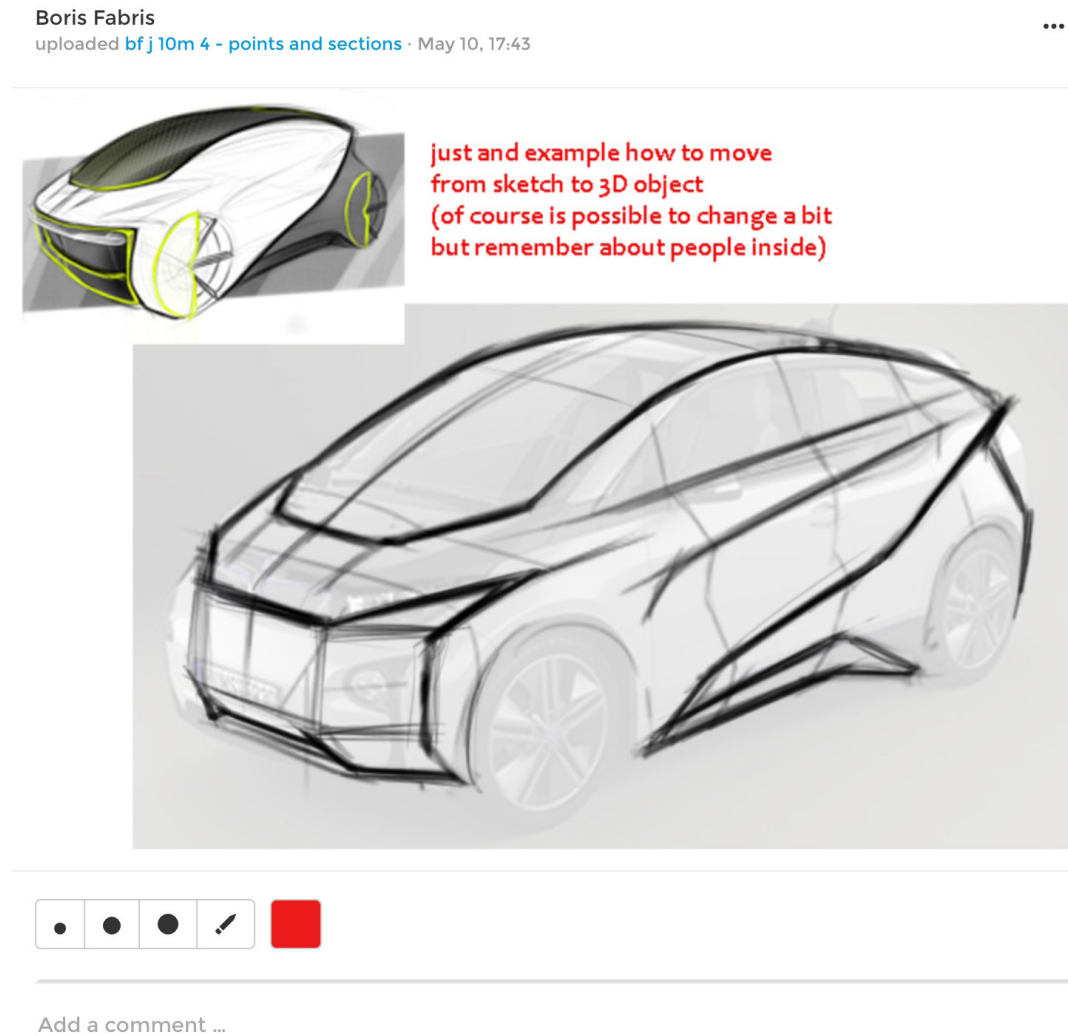 Boris Fabris
uploaded bf j 10m 4 - points and sections · May 10, 17:43
just and example how to move
from sketch to 3D object
(of course is possible to change a bit
but remember about people inside)
Add a comment ...